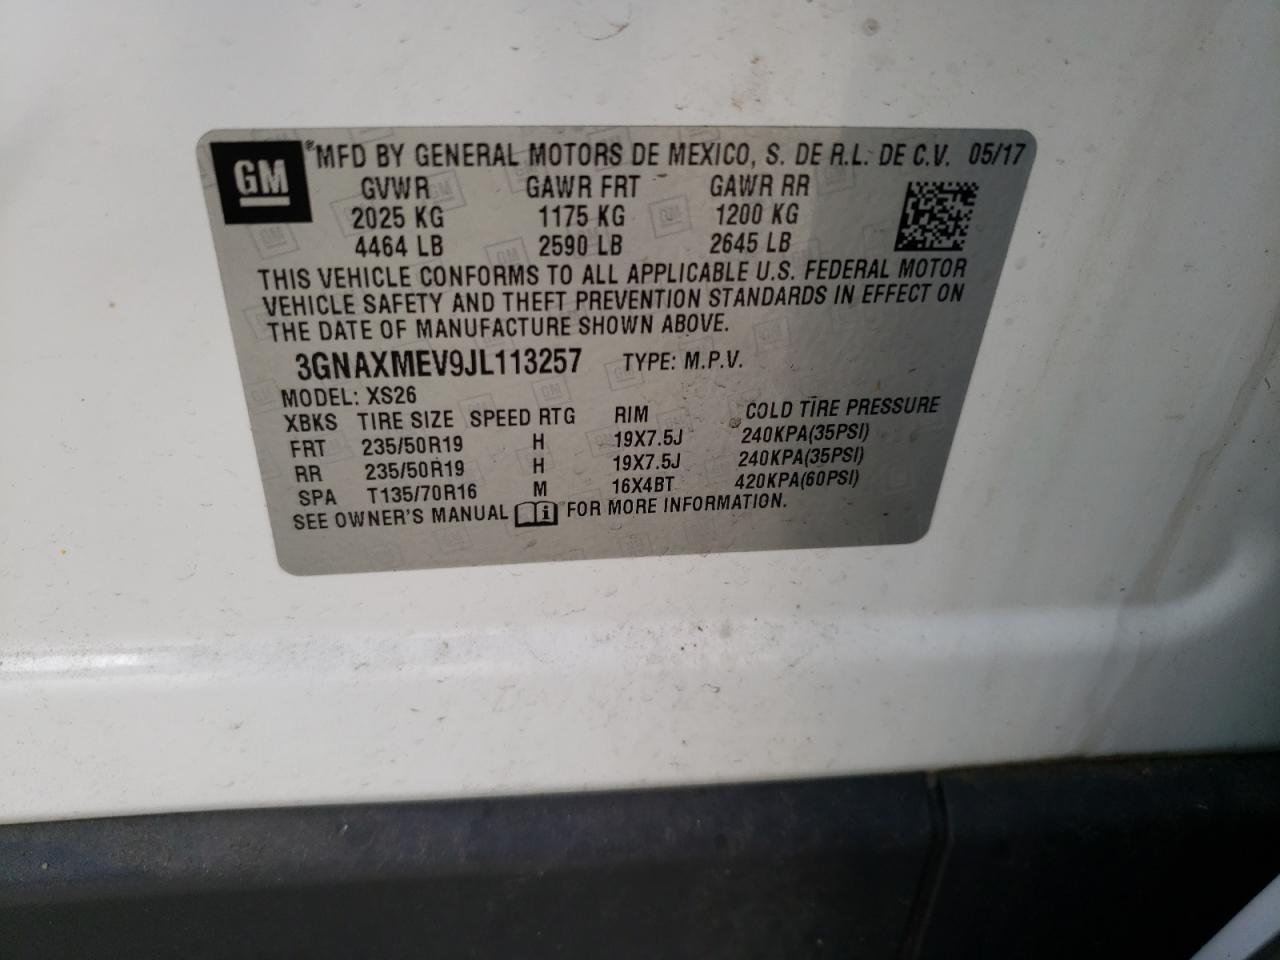 GM
®MFD BY GENERAL MOTORS DE MEXICO, S. DE R.L. DE C.V. 05/17
GVWR GAWR FRT GAWR RR
2025 KG 1175 KG 1200 KG
4464 LB 2590 LB 2645 LB
THIS VEHICLE CONFORMS TO ALL APPLICABLE U.S. FEDERAL MOTOR
VEHICLE SAFETY AND THEFT PREVENTION STANDARDS IN EFFECT ON
THE DATE OF MANUFACTURE SHOWN ABOVE.
3GNAXMEV9JL113257 TYPE: M.P.V.
MODEL: XS26
XBKS TIRE SIZE SPEED RTG RIM COLD TIRE PRESSURE
FRT 235/50R19 H 19X7.5J 240KPA(35PSI)
RR 235/50R19 H 19X7.5J 240KPA(35PSI)
SPA T135/70R16 M 16X4BT 420KPA(60PSI)
SEE OWNER'S MANUAL i FOR MORE INFORMATION.